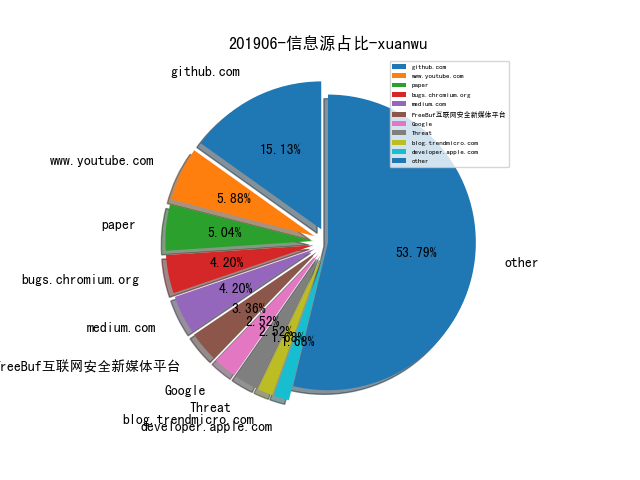 201906-信息源占比-xuanwu
github.com
www.youtube.com
paper
bugs.chromium.org
medium.com
FreeBuf互联网安全新媒体平台
Google
Threat
blog.trendmicro.com
developer.apple.com
other
github.com
15.13%
www.youtube.com
5.88%
paper
5.04%
bugs.chromium.org
4.20%
medium.com
4.20%
FreeBuf互联网安全新媒体平台
3.36%
Google
2.52%
Threat
2.52%
blog.trendmicro.com
1.68%
developer.apple.com
1.68%
other
53.79%